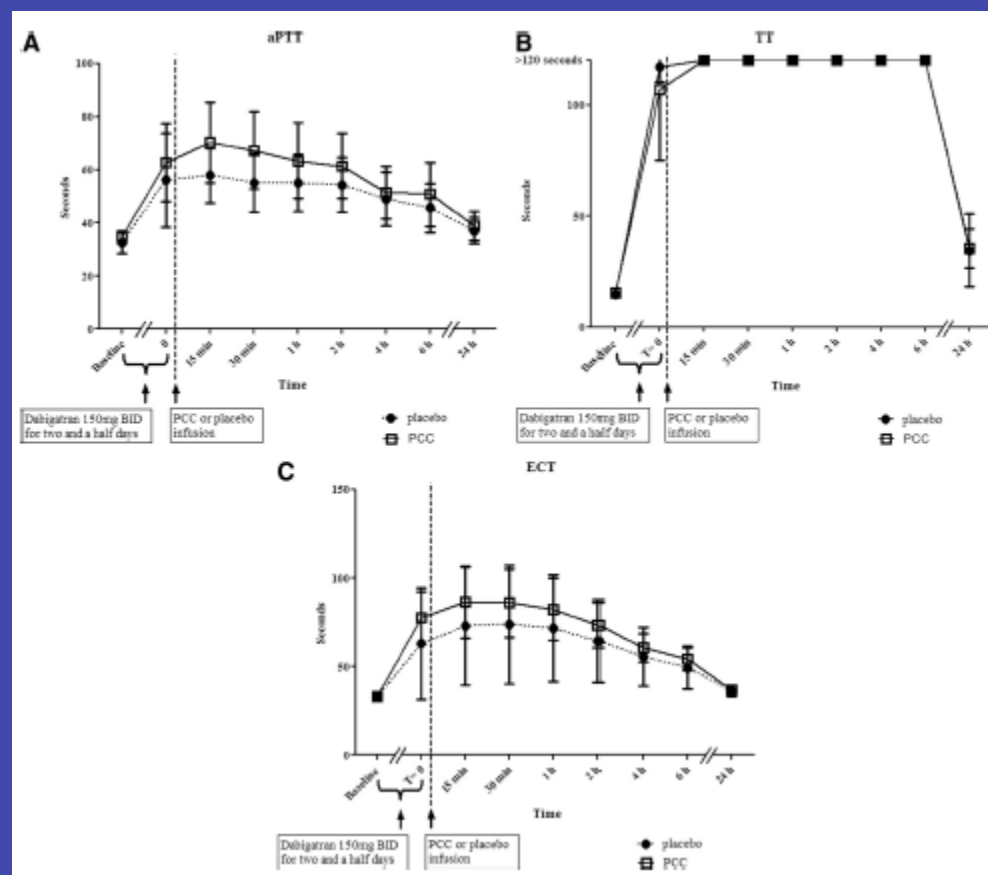 A
aPTT
Seconds
100
80
60
40
20
0
Baseline
0
15 min
30 min
1 h
2 h
4 h
6 h
24 h
Time
Dabigatran 150mg BID
for two and a half days
PCC or placebo
infusion
placebo
PCC
B
TT
>120 seconds
Seconds
100
50
0
Baseline
T= 0
15 min
30 min
1 h
2 h
4 h
6 h
24 h
Time
Dabigatran 150mg BID
for two and a half days
PCC or placebo
infusion
placebo
PCC
C
ECT
Seconds
150
100
50
0
Baseline
T= 0
15 min
30 min
1 h
2 h
4 h
6 h
24 h
Time
Dabigatran 150mg BID
for two and a half days
PCC or placebo
infusion
placebo
PCC